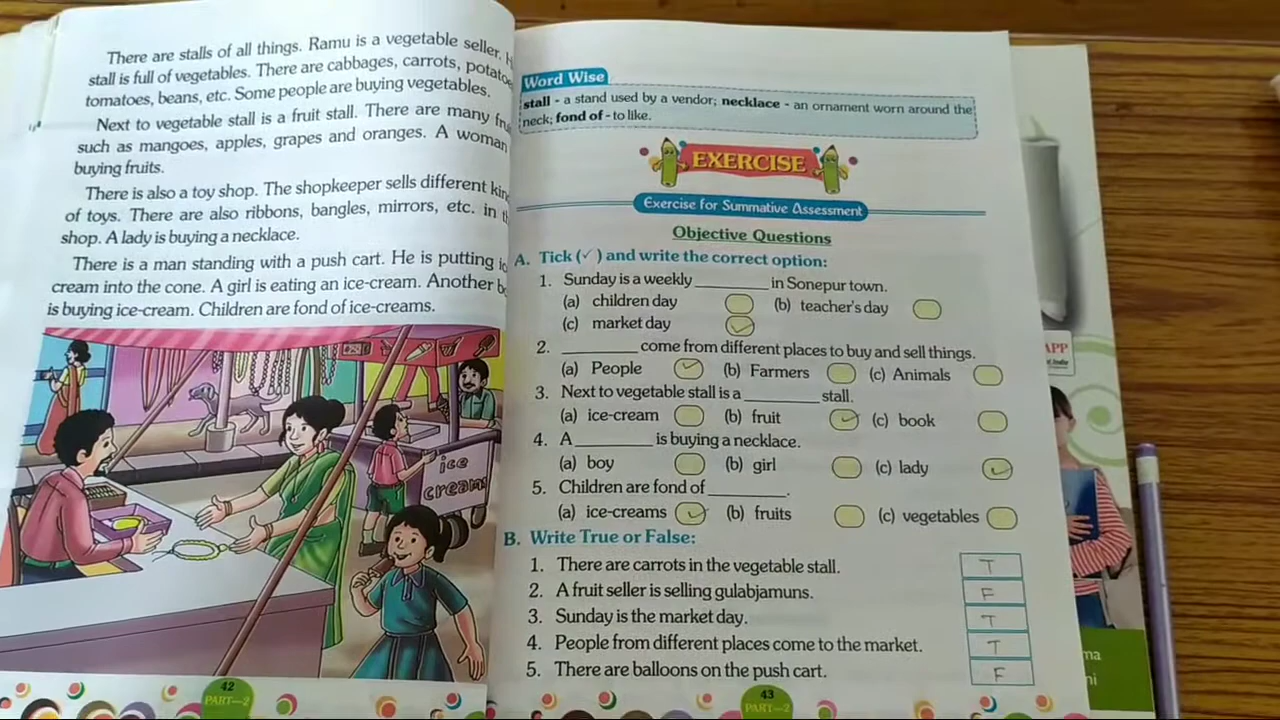 There are stalls of all things. Ramu is a vegetable seller.
stall is full of vegetables. There are cabbages, carrots,
tomatoes, beans, etc. Some people are buying vegetables.
Next to vegetable stall is a fruit stall. There are many
such as mangoes, apples, grapes and oranges. A woman
buying fruits.
There is also a toy shop. The shopkeeper sells different
of toys. There are also ribbons, bangles, mirrors, etc. in
shop. A lady is buying a necklace.
There is a man standing with a push cart. He is putting
cream into the cone. A girl is eating an ice-cream. Another
is buying ice-cream. Children are fond of ice-creams.
ice
cream
42
PART-2
Word Wise
stall - a stand used by a vendor; necklace - an ornament worn around the
neck; fond of - to like.
EXERCISE
Exercise for Summative Assessment
Objective Questions
A. Tick (✓) and write the correct option:
1. Sunday is a weekly ________ in Sonepur town.
(a) children day (b) teacher's day
(c) market day ✓
2. ________ come from different places to buy and sell things.
(a) People ✓ (b) Farmers (c) Animals
3. Next to vegetable stall is a ________ stall.
(a) ice-cream (b) fruit ✓ (c) book
4. A ________ is buying a necklace.
(a) boy (b) girl (c) lady ✓
5. Children are fond of ________.
(a) ice-creams ✓ (b) fruits (c) vegetables
B. Write True or False:
1. There are carrots in the vegetable stall. T
2. A fruit seller is selling gulabjamuns. F
3. Sunday is the market day. T
4. People from different places come to the market. T
5. There are balloons on the push cart. F
43
PART-2
APP